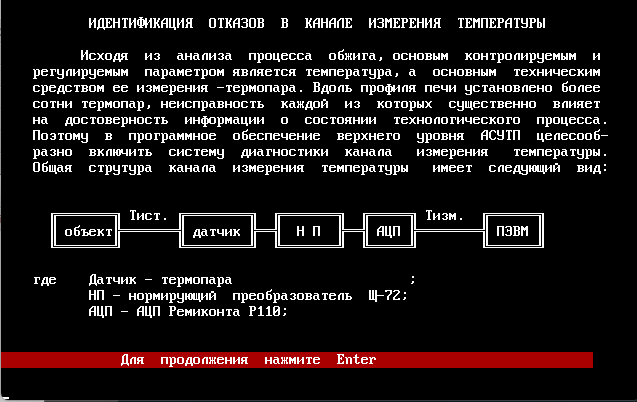 ИДЕНТИФИКАЦИЯ ОТКАЗОВ В КАНАЛЕ ИЗМЕРЕНИЯ ТЕМПЕРАТУРЫ
Исходя из анализа процесса обжига, основым контролируемым и
регулируемым параметром является температура, а основным техническим
средством ее измерения -термопара. Вдоль профиля печи установлено более
сотни термопар, неисправность каждой из которых существенно влияет
на достоверность информации о состоянии технологического процесса.
Поэтому в программное обеспечение верхнего уровня АСУТП целесооб-
разно включить систему диагностики канала измерения температуры.
Общая струтура канала измерения температуры имеет следующий вид:
Тист. Тизм.
объект датчик Н П АЦП ПЭВМ
где Датчик - термопара ;
НП - нормирующий преобразователь Щ-72;
АЦП - АЦП Ремиконта Р110;
Для продолжения нажмите Enter